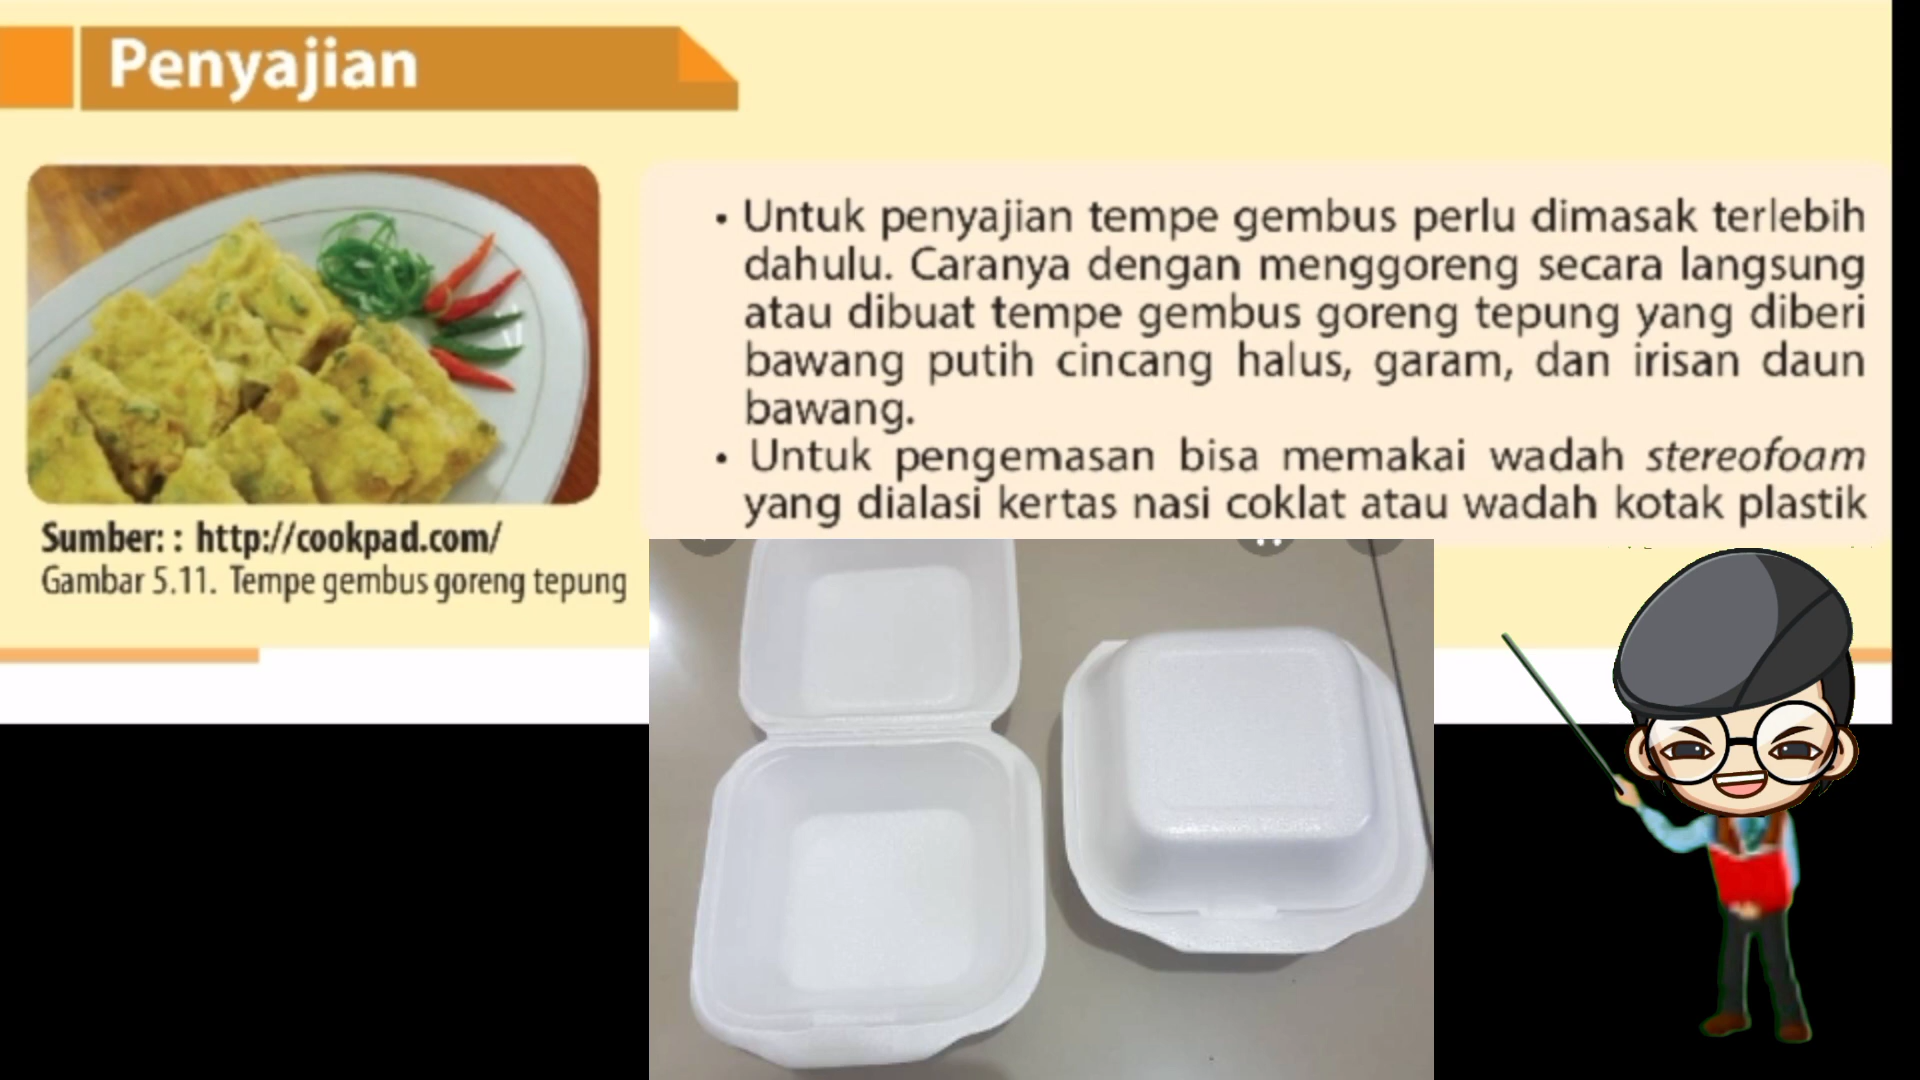 Penyajian
• Untuk penyajian tempe gembus perlu dimasak terlebih
dahulu. Caranya dengan menggoreng secara langsung
atau dibuat tempe gembus goreng tepung yang diberi
bawang putih cincang halus, garam, dan irisan daun
bawang.
• Untuk pengemasan bisa memakai wadah stereofoam
yang dialasi kertas nasi coklat atau wadah kotak plastik
Sumber: : http://cookpad.com/
Gambar 5.11. Tempe gembus goreng tepung